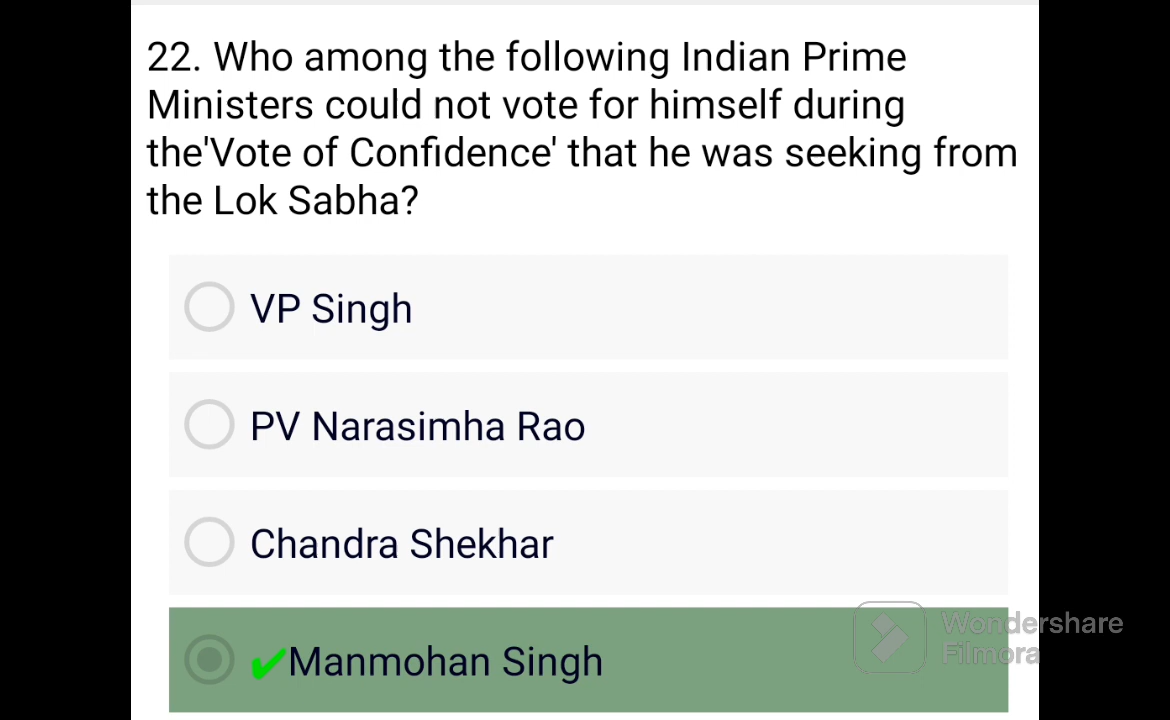 22. Who among the following Indian Prime
Ministers could not vote for himself during
the'Vote of Confidence' that he was seeking from
the Lok Sabha?
VP Singh
PV Narasimha Rao
Chandra Shekhar
Manmohan Singh
Wondershare
Filmora